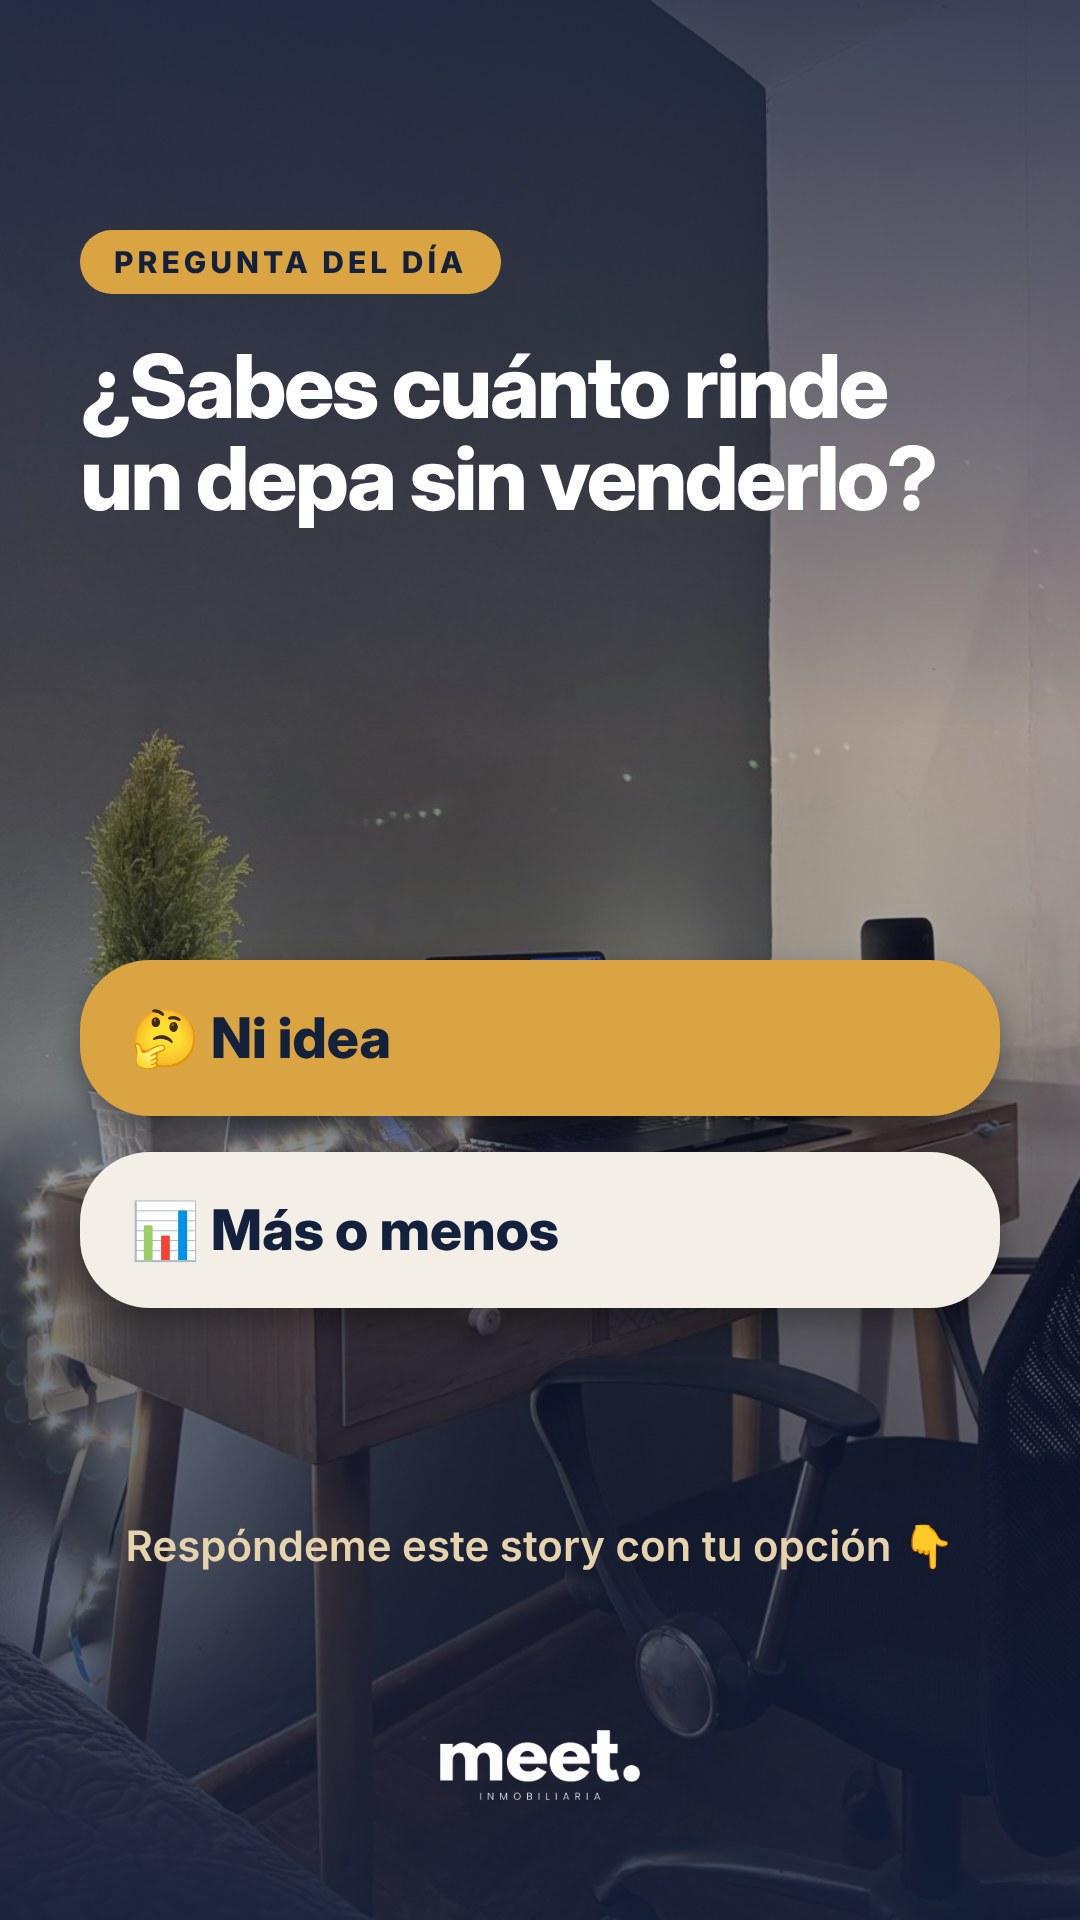 PREGUNTA DEL DÍA
¿Sabes cuánto rinde
un depa sin venderlo?
🤔 Ni idea
📊 Más o menos
Respóndeme este story con tu opción 👇
meet.
INMOBILIARIA